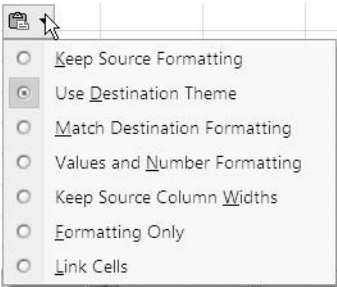 Keep Source Formatting
Use Destination Theme
Match Destination Formatting
Values and Number Formatting
Keep Source Column Widths
Formatting Only
Link Cells